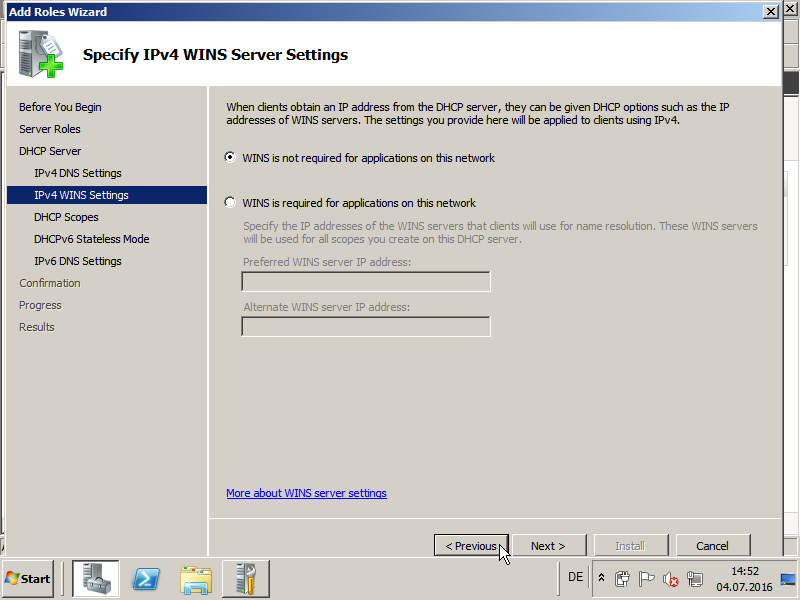 Add Roles Wizard
Specify IPv4 WINS Server Settings
Before You Begin
Server Roles
DHCP Server
IPv4 DNS Settings
IPv4 WINS Settings
DHCP Scopes
DHCPv6 Stateless Mode
IPv6 DNS Settings
Confirmation
Progress
Results
When clients obtain an IP address from the DHCP server, they can be given DHCP options such as the IP
addresses of WINS servers. The settings you provide here will be applied to clients using IPv4.
WINS is not required for applications on this network
WINS is required for applications on this network
Specify the IP addresses of the WINS servers that clients will use for name resolution. These WINS servers
will be used for all scopes you create on this DHCP server.
Preferred WINS server IP address:
Alternate WINS server IP address:
More about WINS server settings
< Previous
Next >
Install
Cancel
Start
DE
14:52
04.07.2016